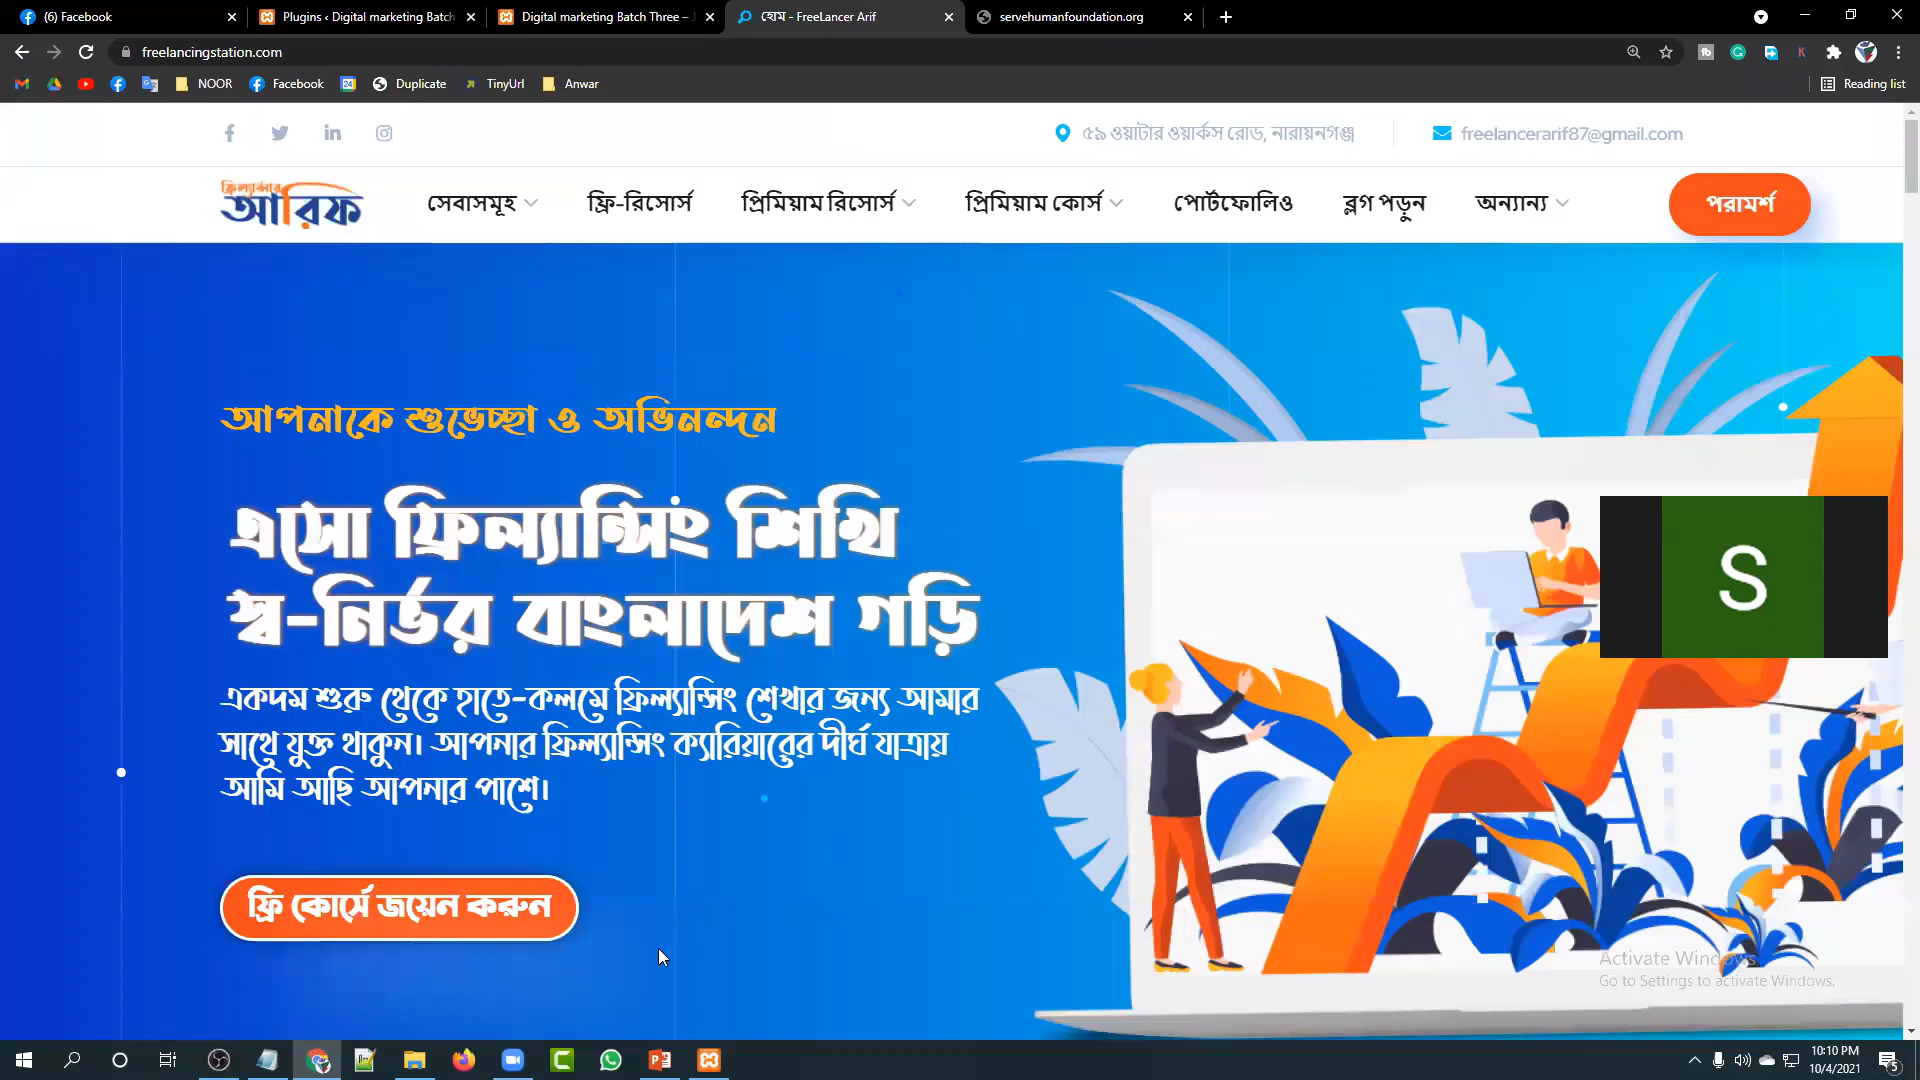 (6) Facebook
Plugins ‹ Digital marketing Batch
Digital marketing Batch Three – J
হোম - FreeLancer Arif
servehumanfoundation.org
freelancingstation.com
NOOR
Facebook
Duplicate
TinyUrl
Anwar
Reading list
৫৯ ওয়াটার ওয়ার্কস রোড, নারায়নগঞ্জ
freelancerarif87@gmail.com
ফ্রিল্যান্সার
আরিফ
সেবাসমূহ
ফ্রি-রিসোর্স
প্রিমিয়াম রিসোর্স
প্রিমিয়াম কোর্স
পোর্টফোলিও
ব্লগ পড়ুন
অন্যান্য
পরামর্শ
আপনাকে শুভেচ্ছা ও অভিনন্দন
এসো ফ্রিল্যান্সিং শিখি
স্ব-নির্ভর বাংলাদেশ গড়ি
একদম শুরু থেকে হাতে-কলমে ফ্রিল্যান্সিং শেখার জন্য আমার
সাথে যুক্ত থাকুন। আপনার ফ্রিল্যান্সিং ক্যারিয়ারের দীর্ঘ যাত্রায়
আমি আছি আপনার পাশে।
ফ্রি কোর্সে জয়েন করুন
S
Activate Windows
Go to Settings to activate Windows.
10:10 PM
10/4/2021
5